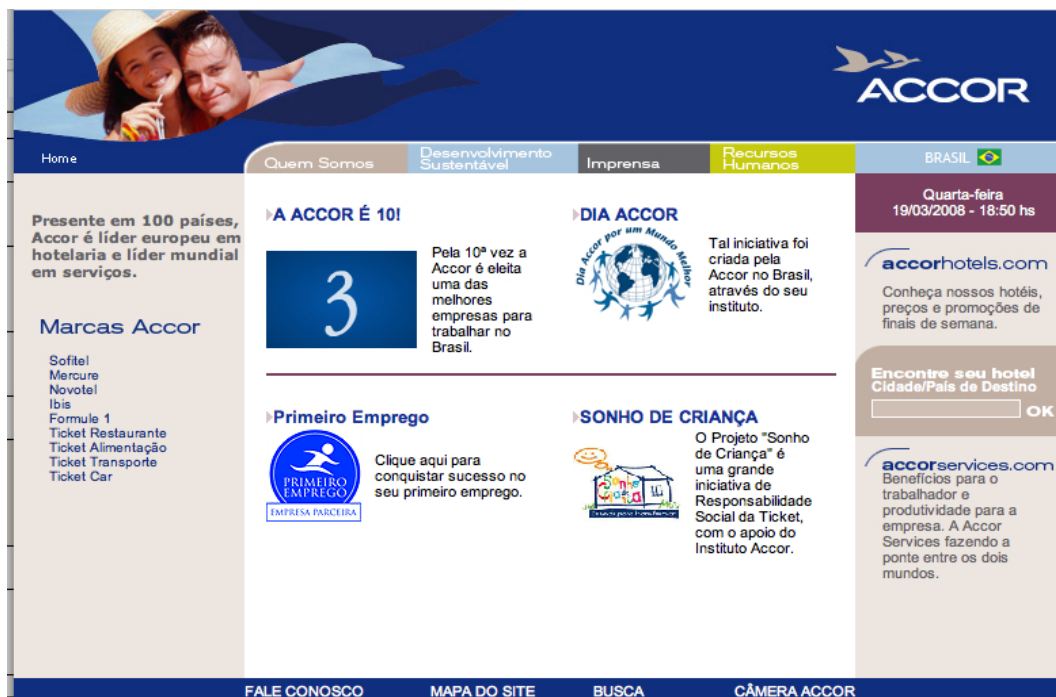 ACCOR
Home
Quem Somos
Desenvolvimento
Sustentável
Imprensa
Recursos
Humanos
BRASIL
Quarta-feira
19/03/2008 - 18:50 hs
Presente em 100 países,
Accor é líder europeu em
hotelaria e líder mundial
em serviços.
Marcas Accor
Sofitel
Mercure
Novotel
Ibis
Formule 1
Ticket Restaurante
Ticket Alimentação
Ticket Transporte
Ticket Car
A ACCOR É 10!
3
Pela 10ª vez a
Accor é eleita
uma das
melhores
empresas para
trabalhar no
Brasil.
DIA ACCOR
Dia Accor por um Mundo Melhor
Tal iniciativa foi
criada pela
Accor no Brasil,
através do seu
instituto.
Primeiro Emprego
PRIMEIRO
EMPREGO
EMPRESA PARCEIRA
Clique aqui para
conquistar sucesso no
seu primeiro emprego.
SONHO DE CRIANÇA
Sonho
Criança
O Projeto "Sonho
de Criança" é
uma grande
iniciativa de
Responsabilidade
Social da Ticket,
com o apoio do
Instituto Accor.
accorhotels.com
Conheça nossos hotéis,
preços e promoções de
finais de semana.
Encontre seu hotel
Cidade/País de Destino
OK
accorservices.com
Benefícios para o
trabalhador e
produtividade para a
empresa. A Accor
Services fazendo a
ponte entre os dois
mundos.
FALE CONOSCO
MAPA DO SITE
BUSCA
CÂMERA ACCOR